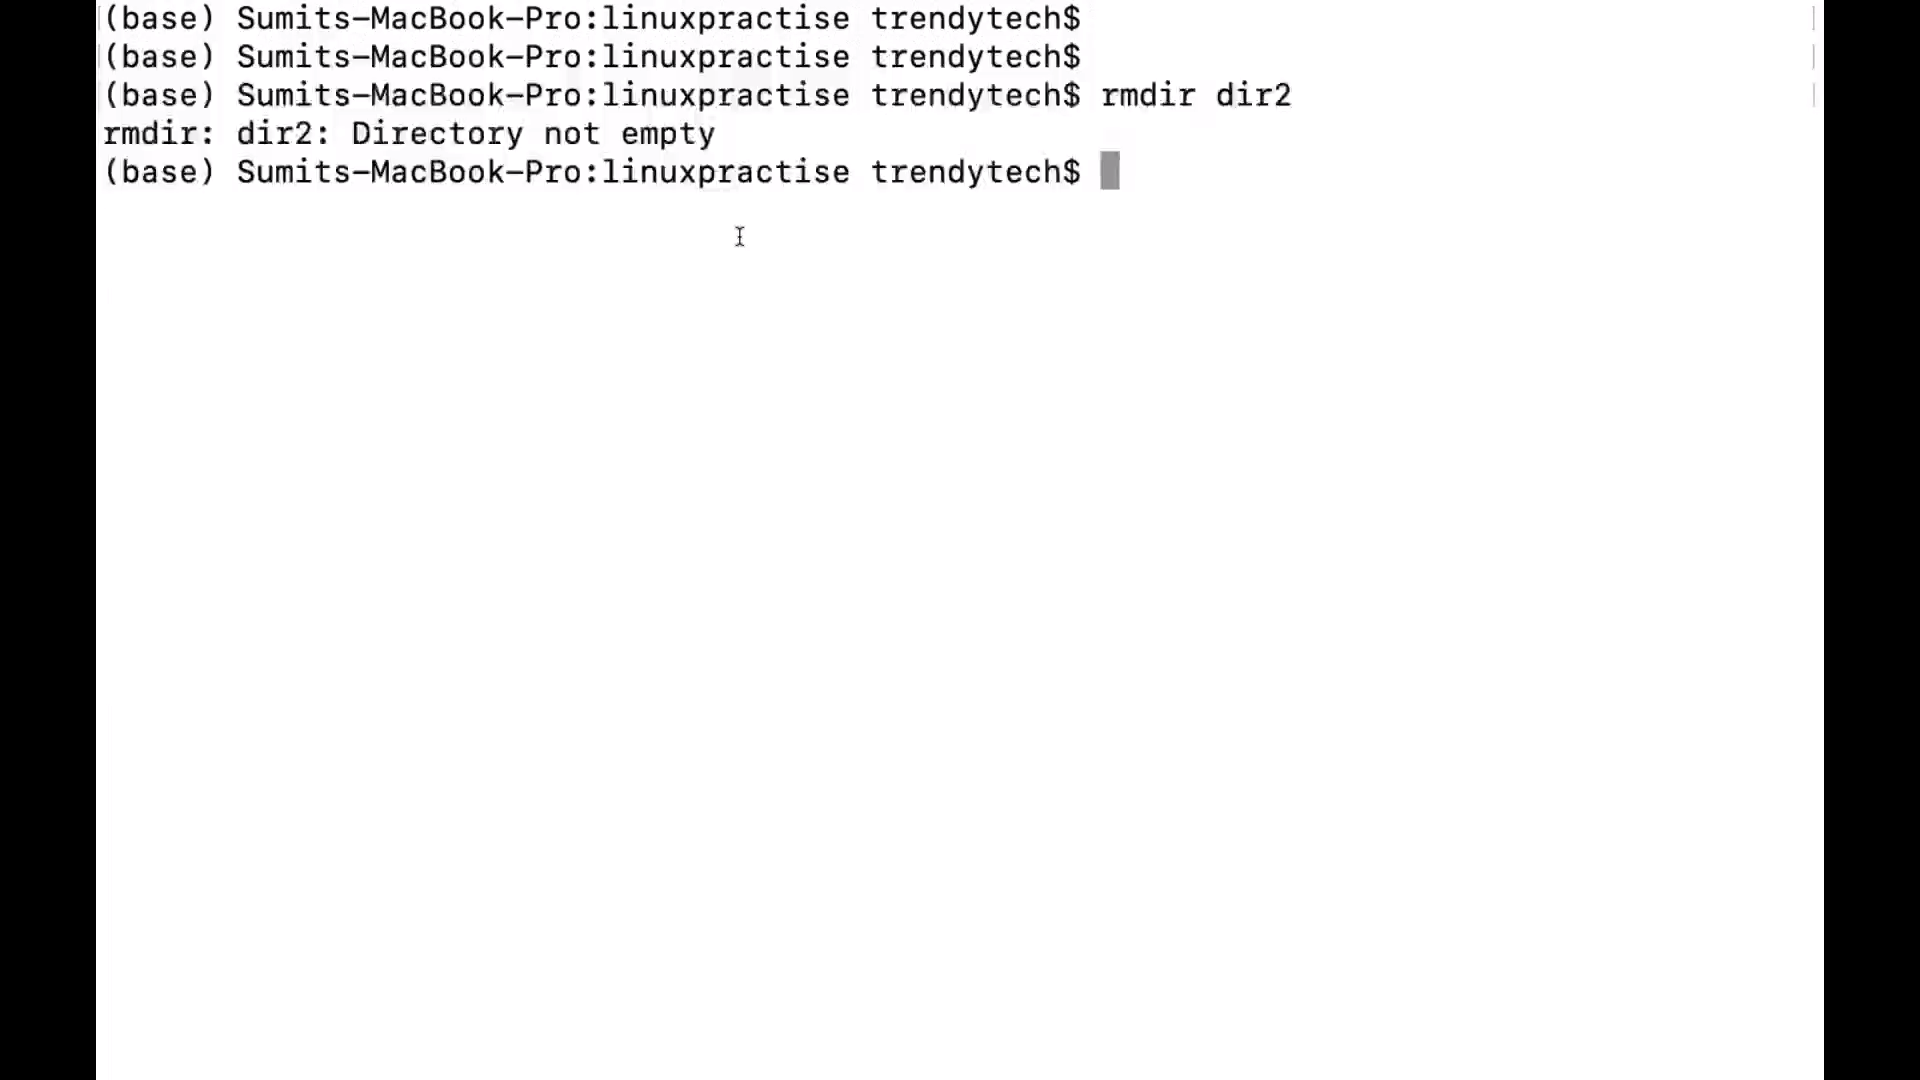 (base) Sumits-MacBook-Pro:linuxpractise trendytech$
(base) Sumits-MacBook-Pro:linuxpractise trendytech$
(base) Sumits-MacBook-Pro:linuxpractise trendytech$ rmdir dir2
rmdir: dir2: Directory not empty
(base) Sumits-MacBook-Pro:linuxpractise trendytech$